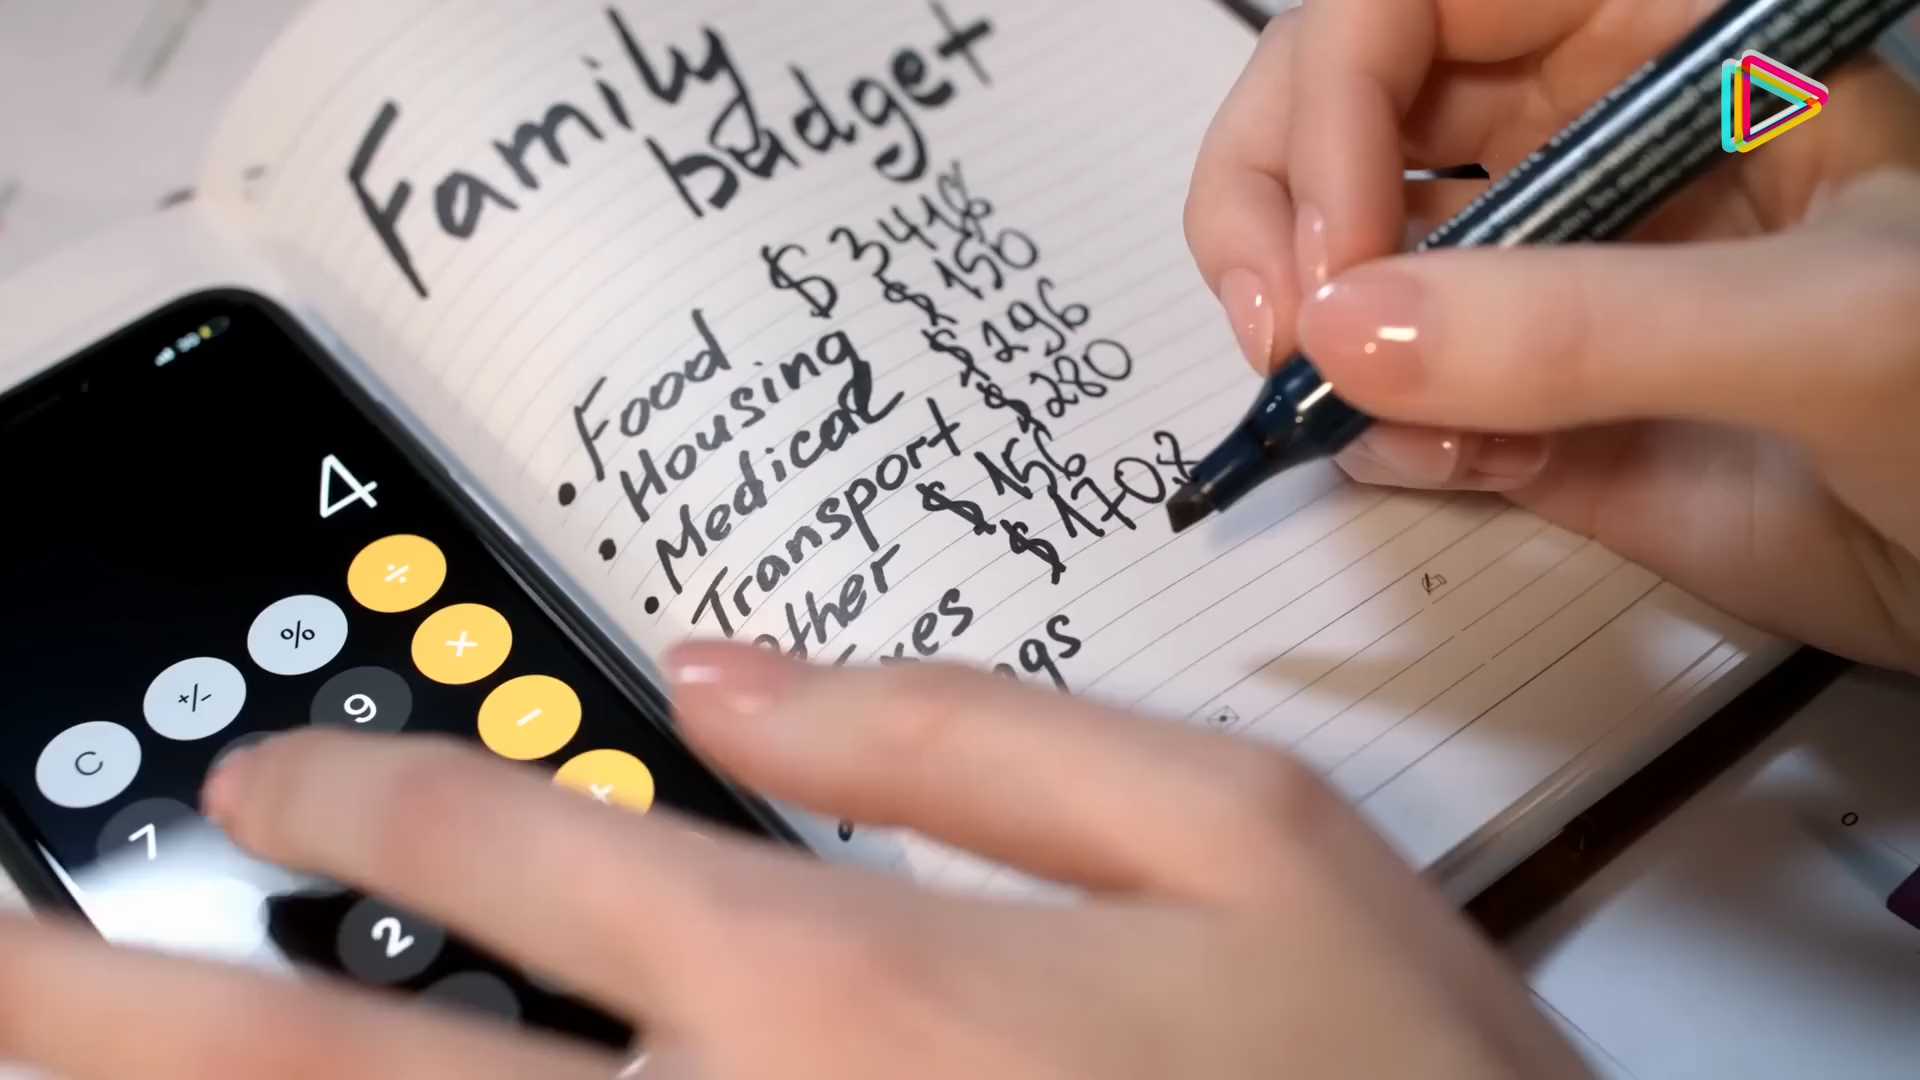 Family
budget
Food $ 3418
Housing $ 150
Medical $ 296
Transport $ 280
other $ 156
$ 1708
4
÷
%
×
+/-
9
−
C
+
7
2